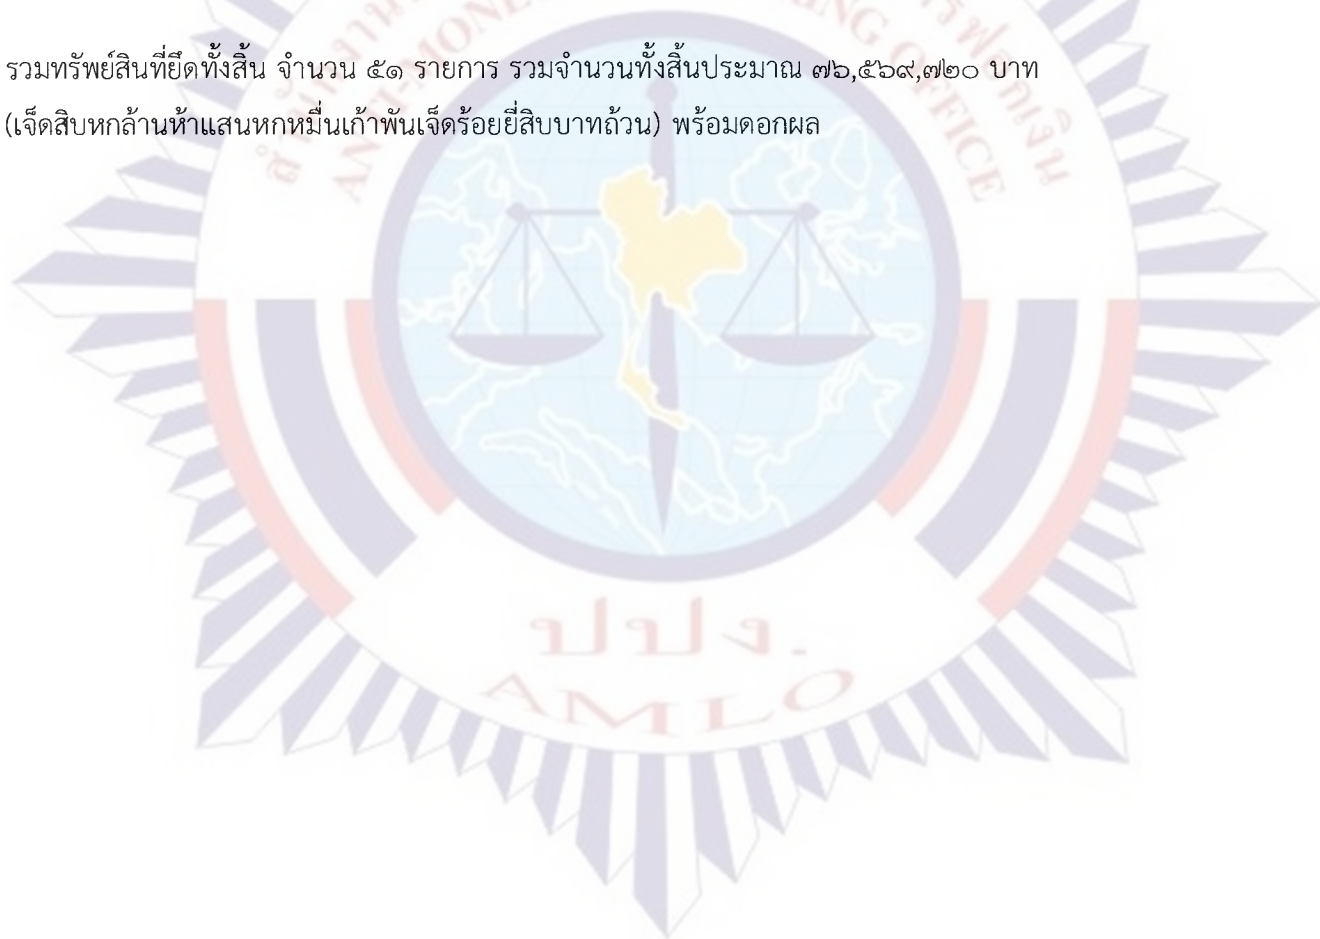 รวมทรัพย์สินที่ยึดทั้งสิ้น จำนวน ๕๑ รายการ รวมจำนวนทั้งสิ้นประมาณ ๗๖,๕๖๙,๗๒๐ บาท
(เจ็ดสิบหกล้านห้าแสนหกหมื่นเก้าพันเจ็ดร้อยยี่สิบบาทถ้วน) พร้อมดอกผล
ปปง.
AMLO